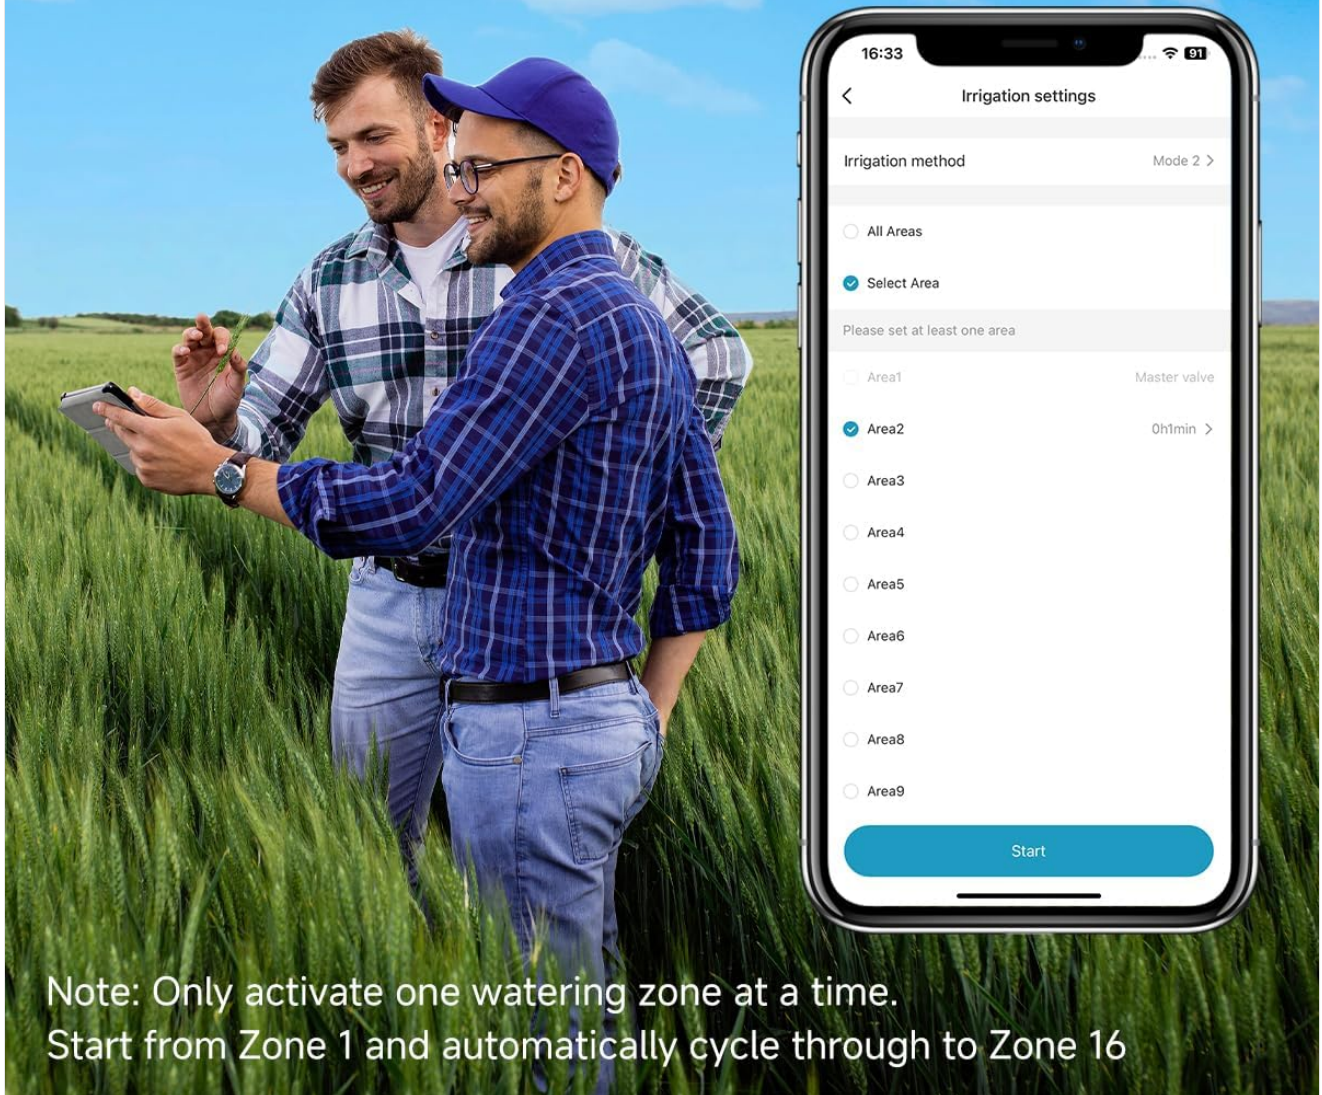 16:33
91
Irrigation settings
Irrigation method Mode 2
All Areas
Select Area
Please set at least one area
Area1 Master valve
Area2 0h1min
Area3
Area4
Area5
Area6
Area7
Area8
Area9
Start
Note: Only activate one watering zone at a time.
Start from Zone 1 and automatically cycle through to Zone 16